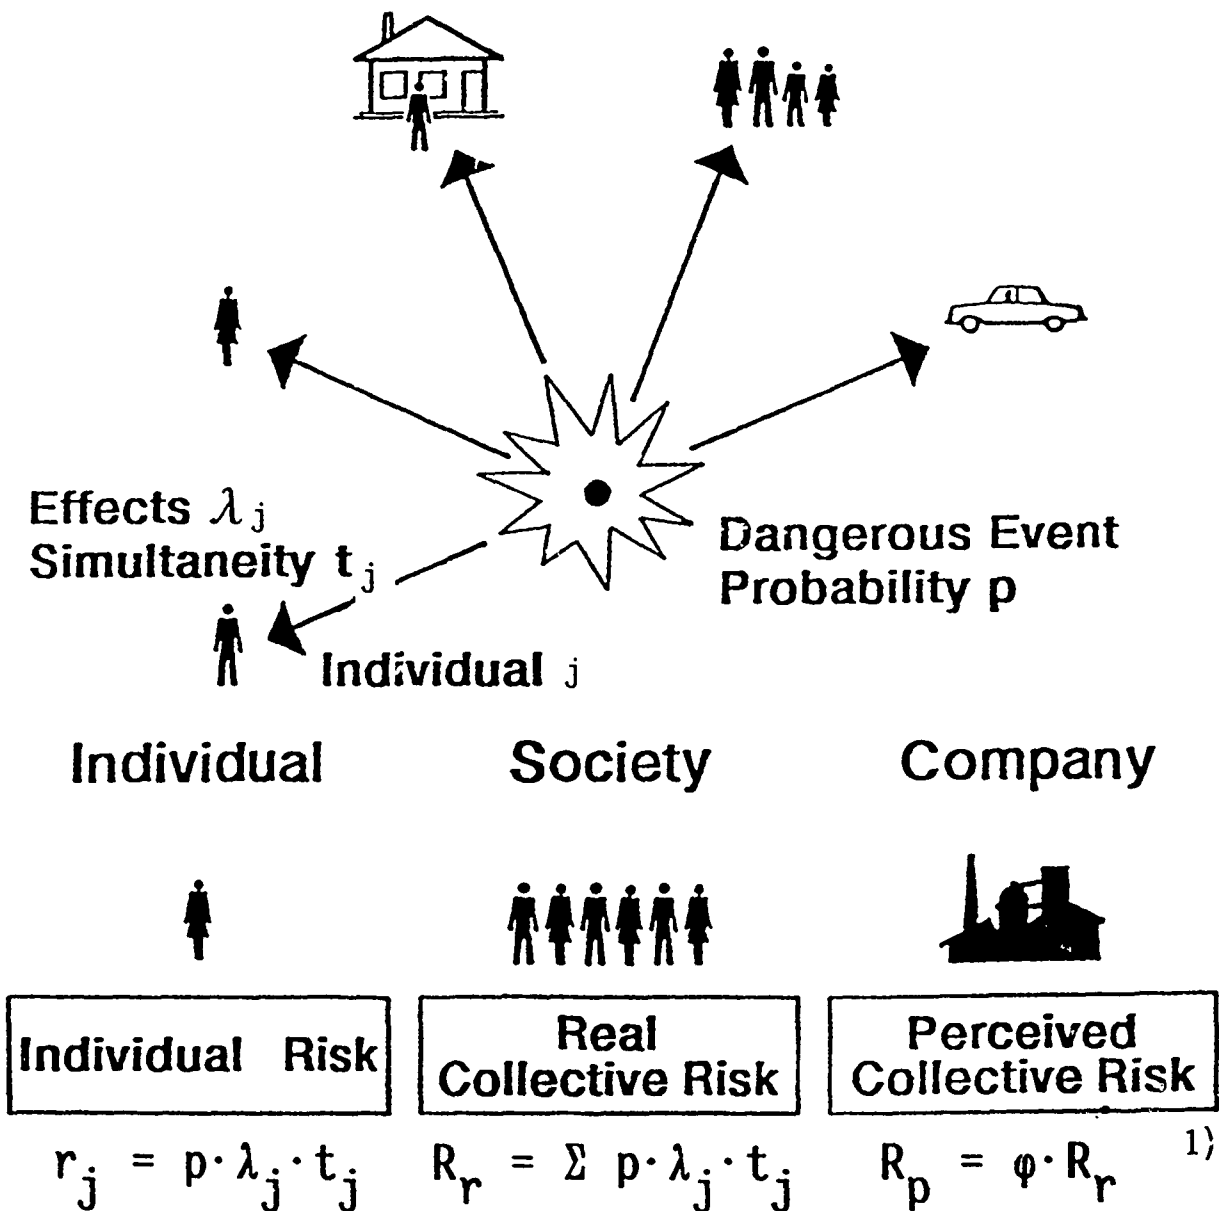 Effects λj
Simultaneity tj
Dangerous Event
Probability p
Individual j
Individual
Society
Company
Individual Risk
Real
Collective Risk
Perceived
Collective Risk
rj = p·λj·tj
Rr = Σ p·λj·tj
Rp = φ·Rr 1)